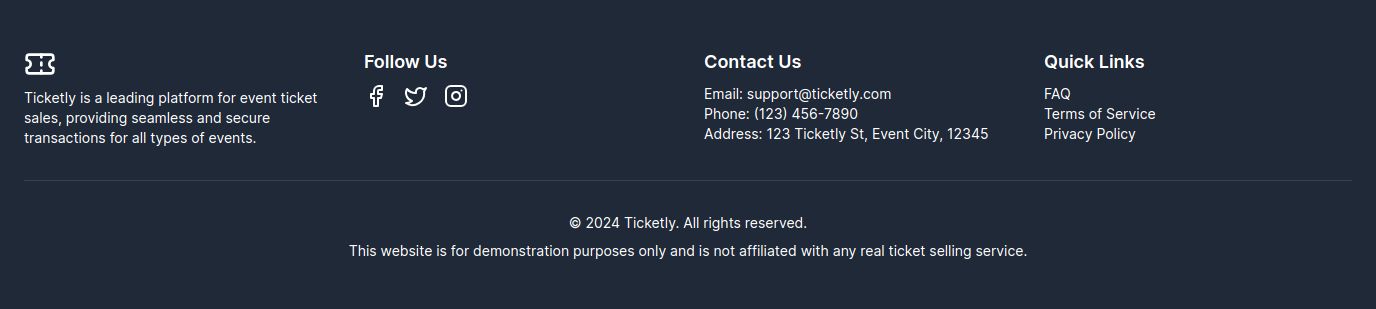 Ticketly is a leading platform for event ticket
sales, providing seamless and secure
transactions for all types of events.
Follow Us
Contact Us
Email: support@ticketly.com
Phone: (123) 456-7890
Address: 123 Ticketly St, Event City, 12345
Quick Links
FAQ
Terms of Service
Privacy Policy
© 2024 Ticketly. All rights reserved.
This website is for demonstration purposes only and is not affiliated with any real ticket selling service.